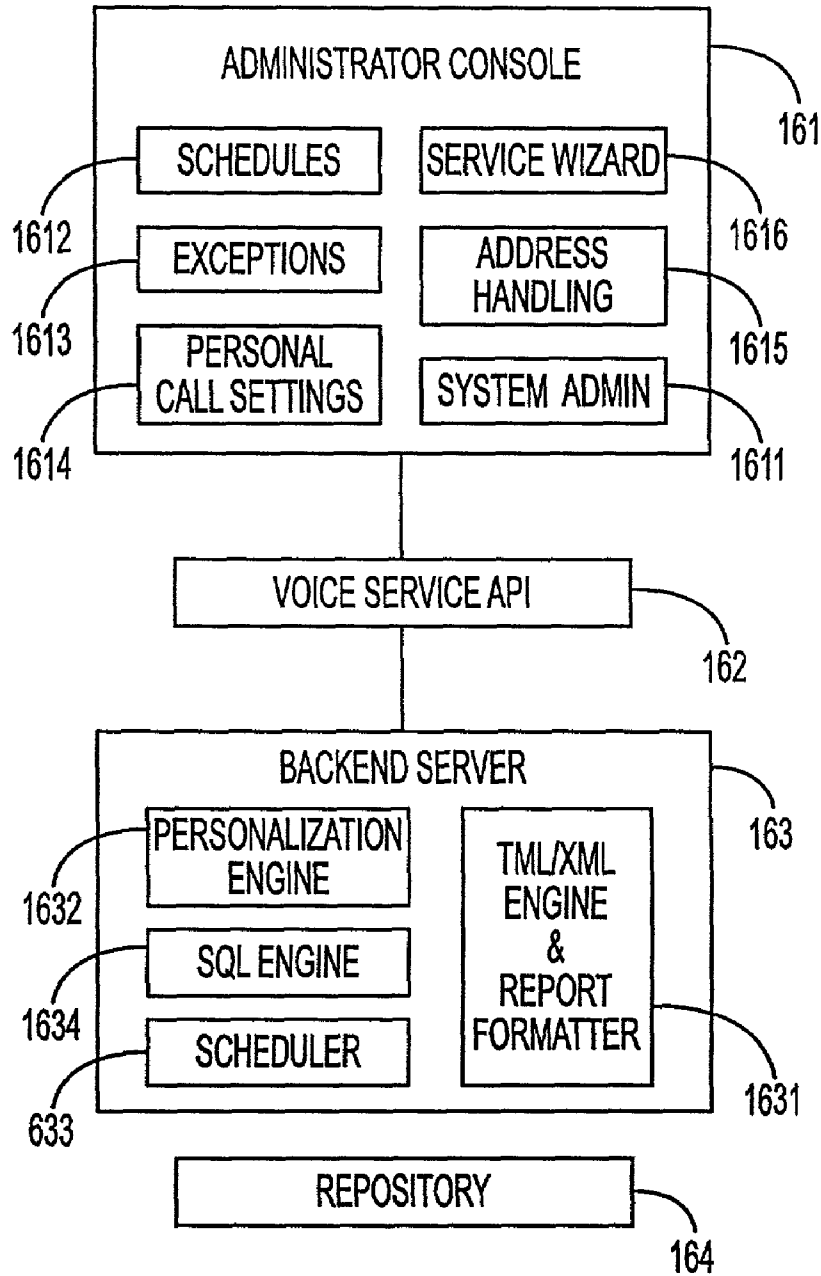 ADMINISTRATOR CONSOLE
161
SCHEDULES
SERVICE WIZARD
1612
1616
EXCEPTIONS
ADDRESS
HANDLING
1613
1615
PERSONAL
CALL SETTINGS
SYSTEM ADMIN
1614
1611
VOICE SERVICE API
162
BACKEND SERVER
163
PERSONALIZATION
ENGINE
1632
TML/XML
ENGINE
&
REPORT
FORMATTER
SQL ENGINE
1634
SCHEDULER
633
1631
REPOSITORY
164